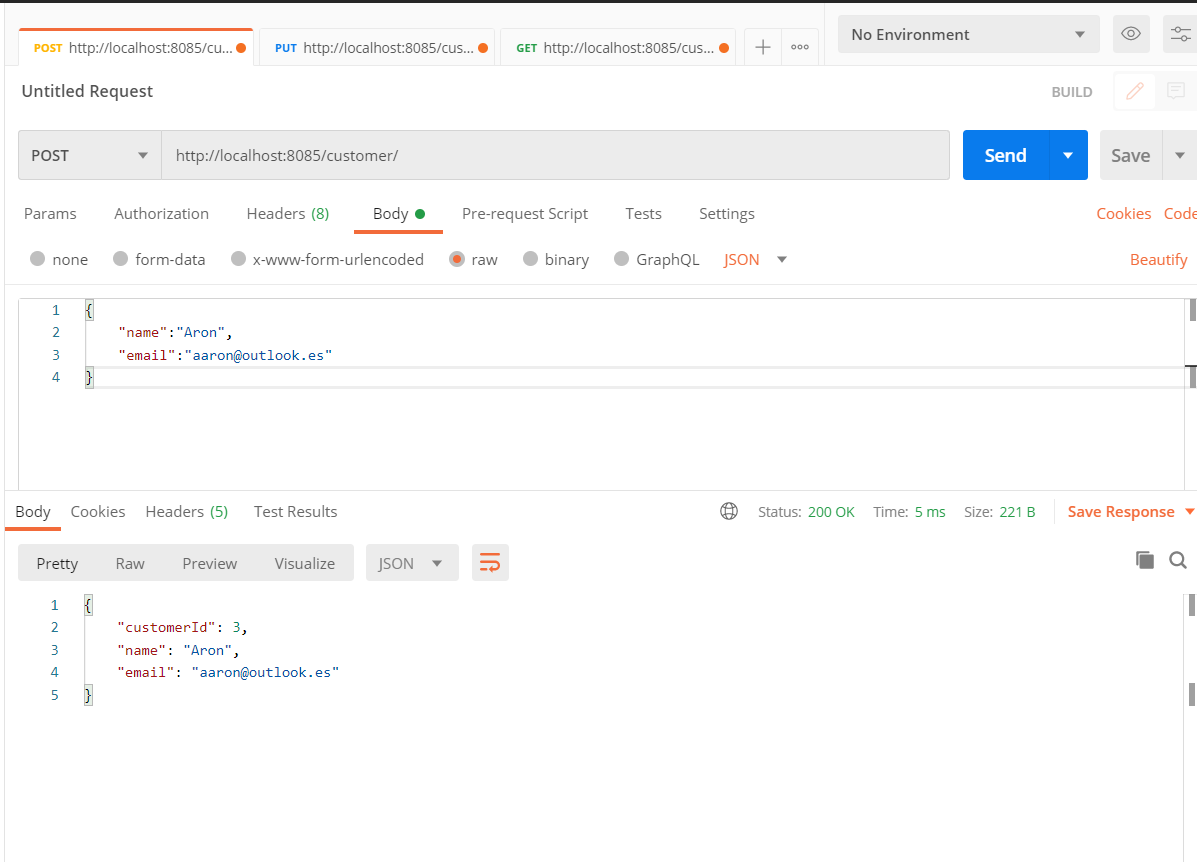 POST http://localhost:8085/cu... PUT http://localhost:8085/cus... GET http://localhost:8085/cus... No Environment
Untitled Request BUILD
POST http://localhost:8085/customer/ Send Save
Params Authorization Headers (8) Body Pre-request Script Tests Settings Cookies Code
none form-data x-www-form-urlencoded raw binary GraphQL JSON Beautify
1 {
2 "name":"Aron",
3 "email":"aaron@outlook.es"
4 }
Body Cookies Headers (5) Test Results Status: 200 OK Time: 5 ms Size: 221 B Save Response
Pretty Raw Preview Visualize JSON
1 {
2 "customerId": 3,
3 "name": "Aron",
4 "email": "aaron@outlook.es"
5 }